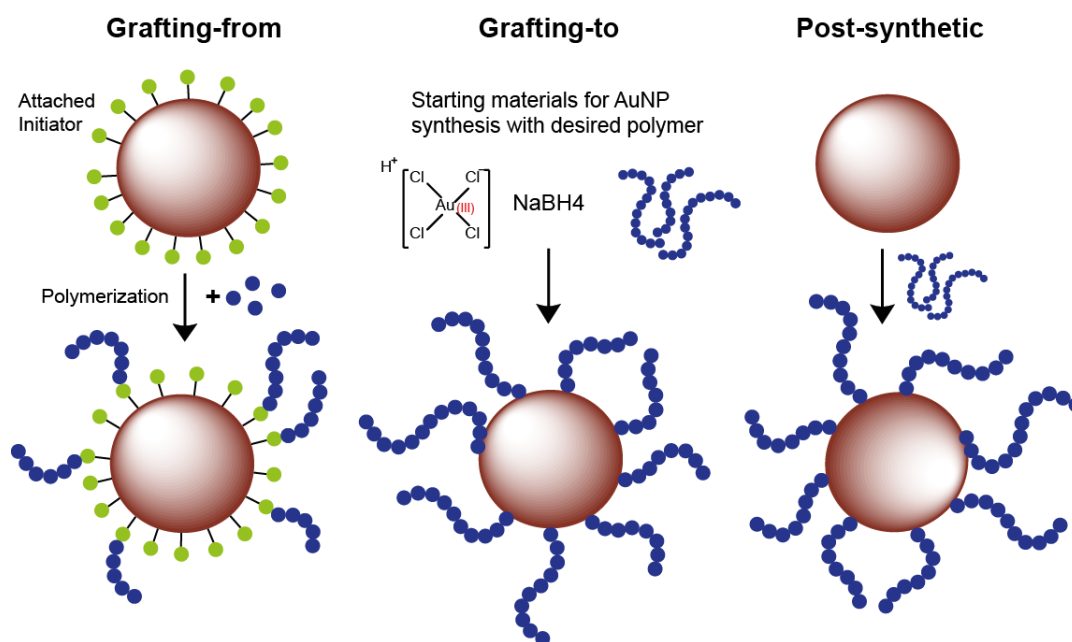 Grafting-from
Grafting-to
Post-synthetic
Attached
Initiator
Starting materials for AuNP
synthesis with desired polymer
H+
Cl Cl
Au(III)
Cl Cl
NaBH4
Polymerization +